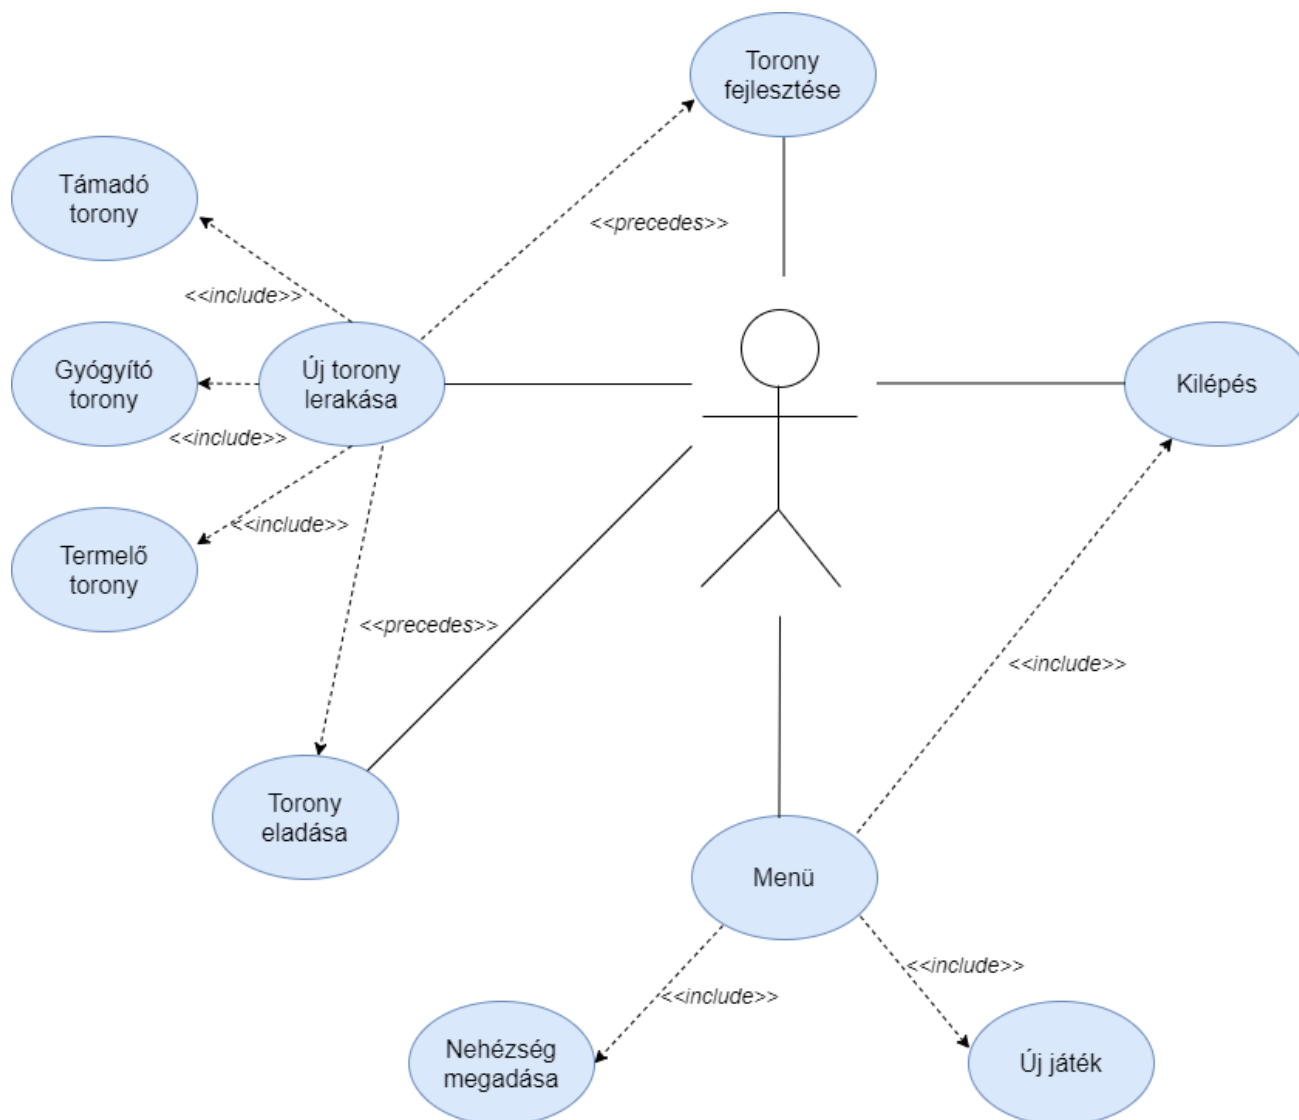 Torony
fejlesztése
Támadó
torony
<<precedes>>
<<include>>
Gyógyító
torony
Új torony
lerakása
Kilépés
<<include>>
<<include>>
Termelő
torony
<<precedes>>
<<include>>
Torony
eladása
Menü
<<include>>
<<include>>
Nehézség
megadása
Új játék